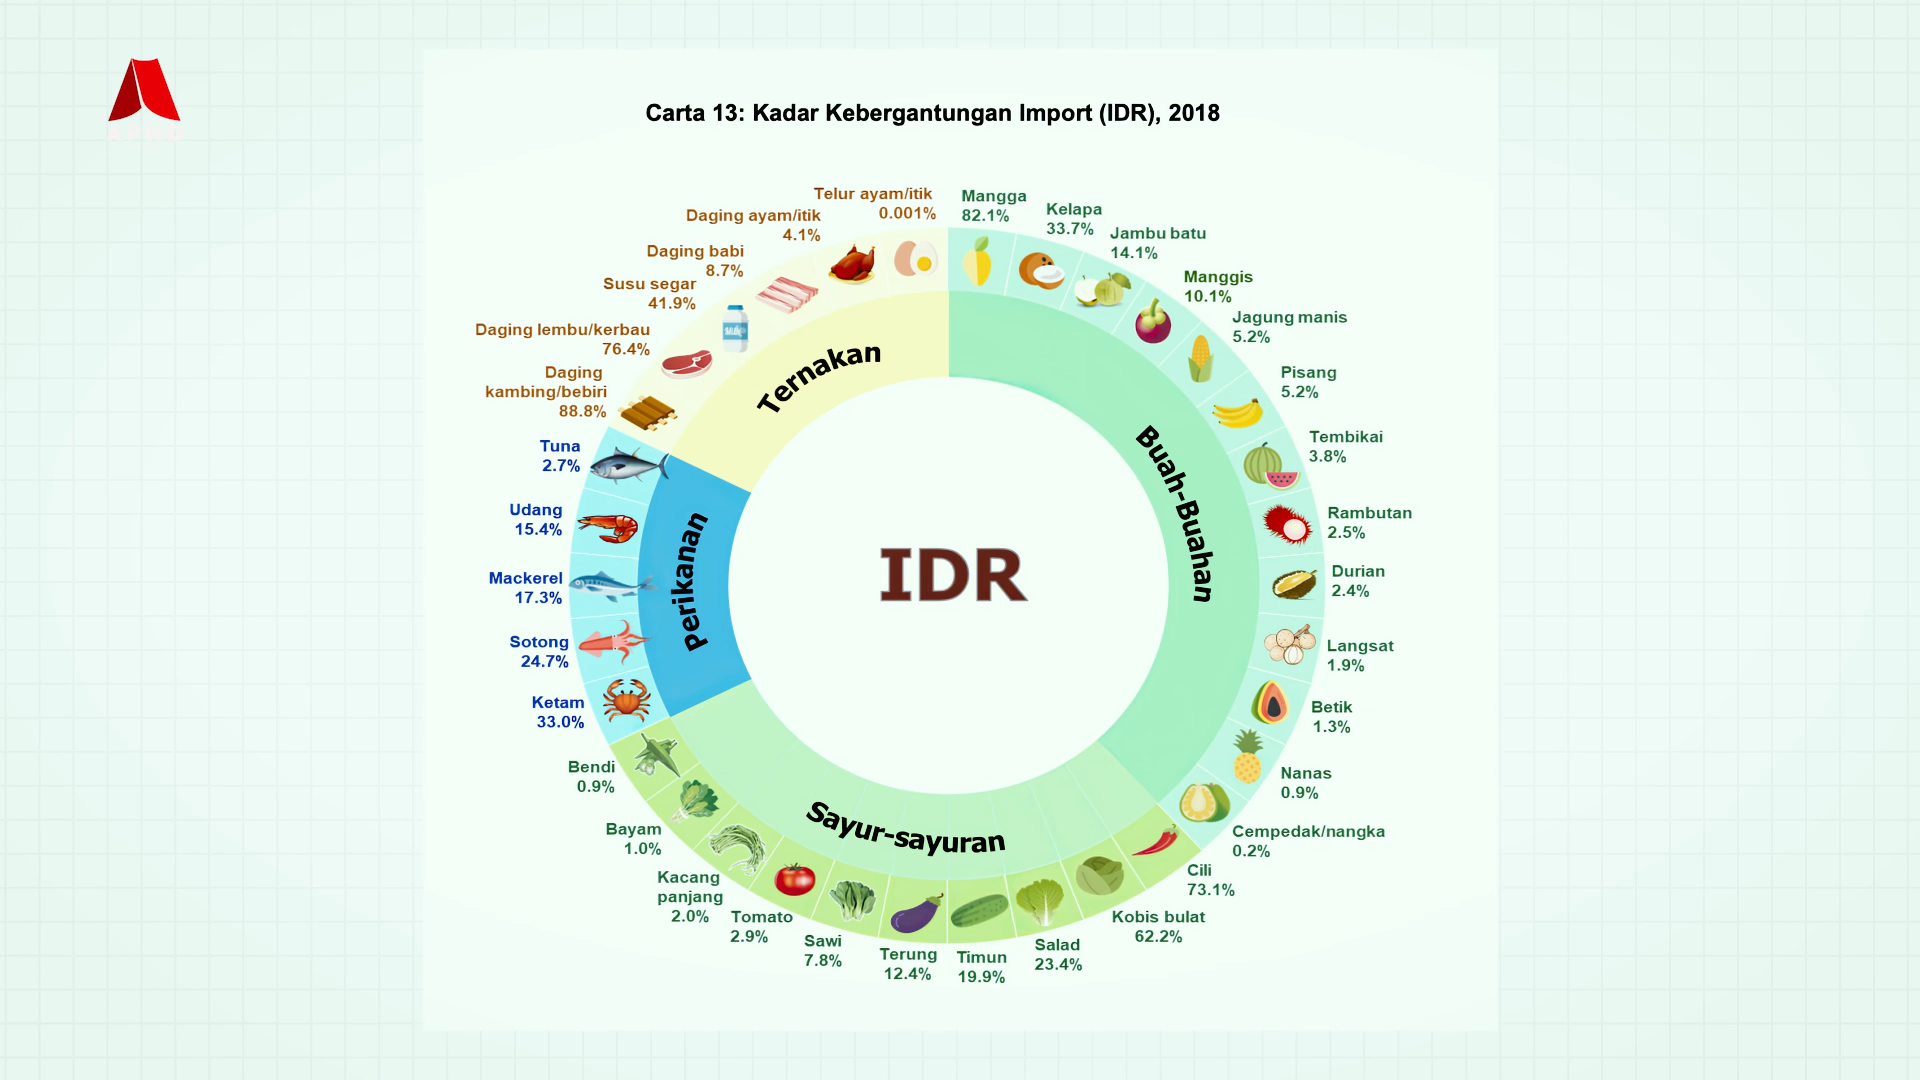 Carta 13: Kadar Kebergantungan Import (IDR), 2018
Telur ayam/itik
0.001%
Daging ayam/itik
4.1%
Daging babi
8.7%
Susu segar
41.9%
Daging lembu/kerbau
76.4%
Daging
kambing/bebiri
88.8%
Mangga
82.1%
Kelapa
33.7%
Jambu batu
14.1%
Manggis
10.1%
Jagung manis
5.2%
Pisang
5.2%
Tembikai
3.8%
Rambutan
2.5%
Durian
2.4%
Langsat
1.9%
Betik
1.3%
Nanas
0.9%
Cempedak/nangka
0.2%
Cili
73.1%
Kobis bulat
62.2%
Salad
23.4%
Timun
19.9%
Terung
12.4%
Sawi
7.8%
Tomato
2.9%
Kacang
panjang
2.0%
Bayam
1.0%
Bendi
0.9%
Ketam
33.0%
Sotong
24.7%
Mackerel
17.3%
Udang
15.4%
Tuna
2.7%
Ternakan
Buah-Buahan
Perikanan
Sayur-sayuran
IDR